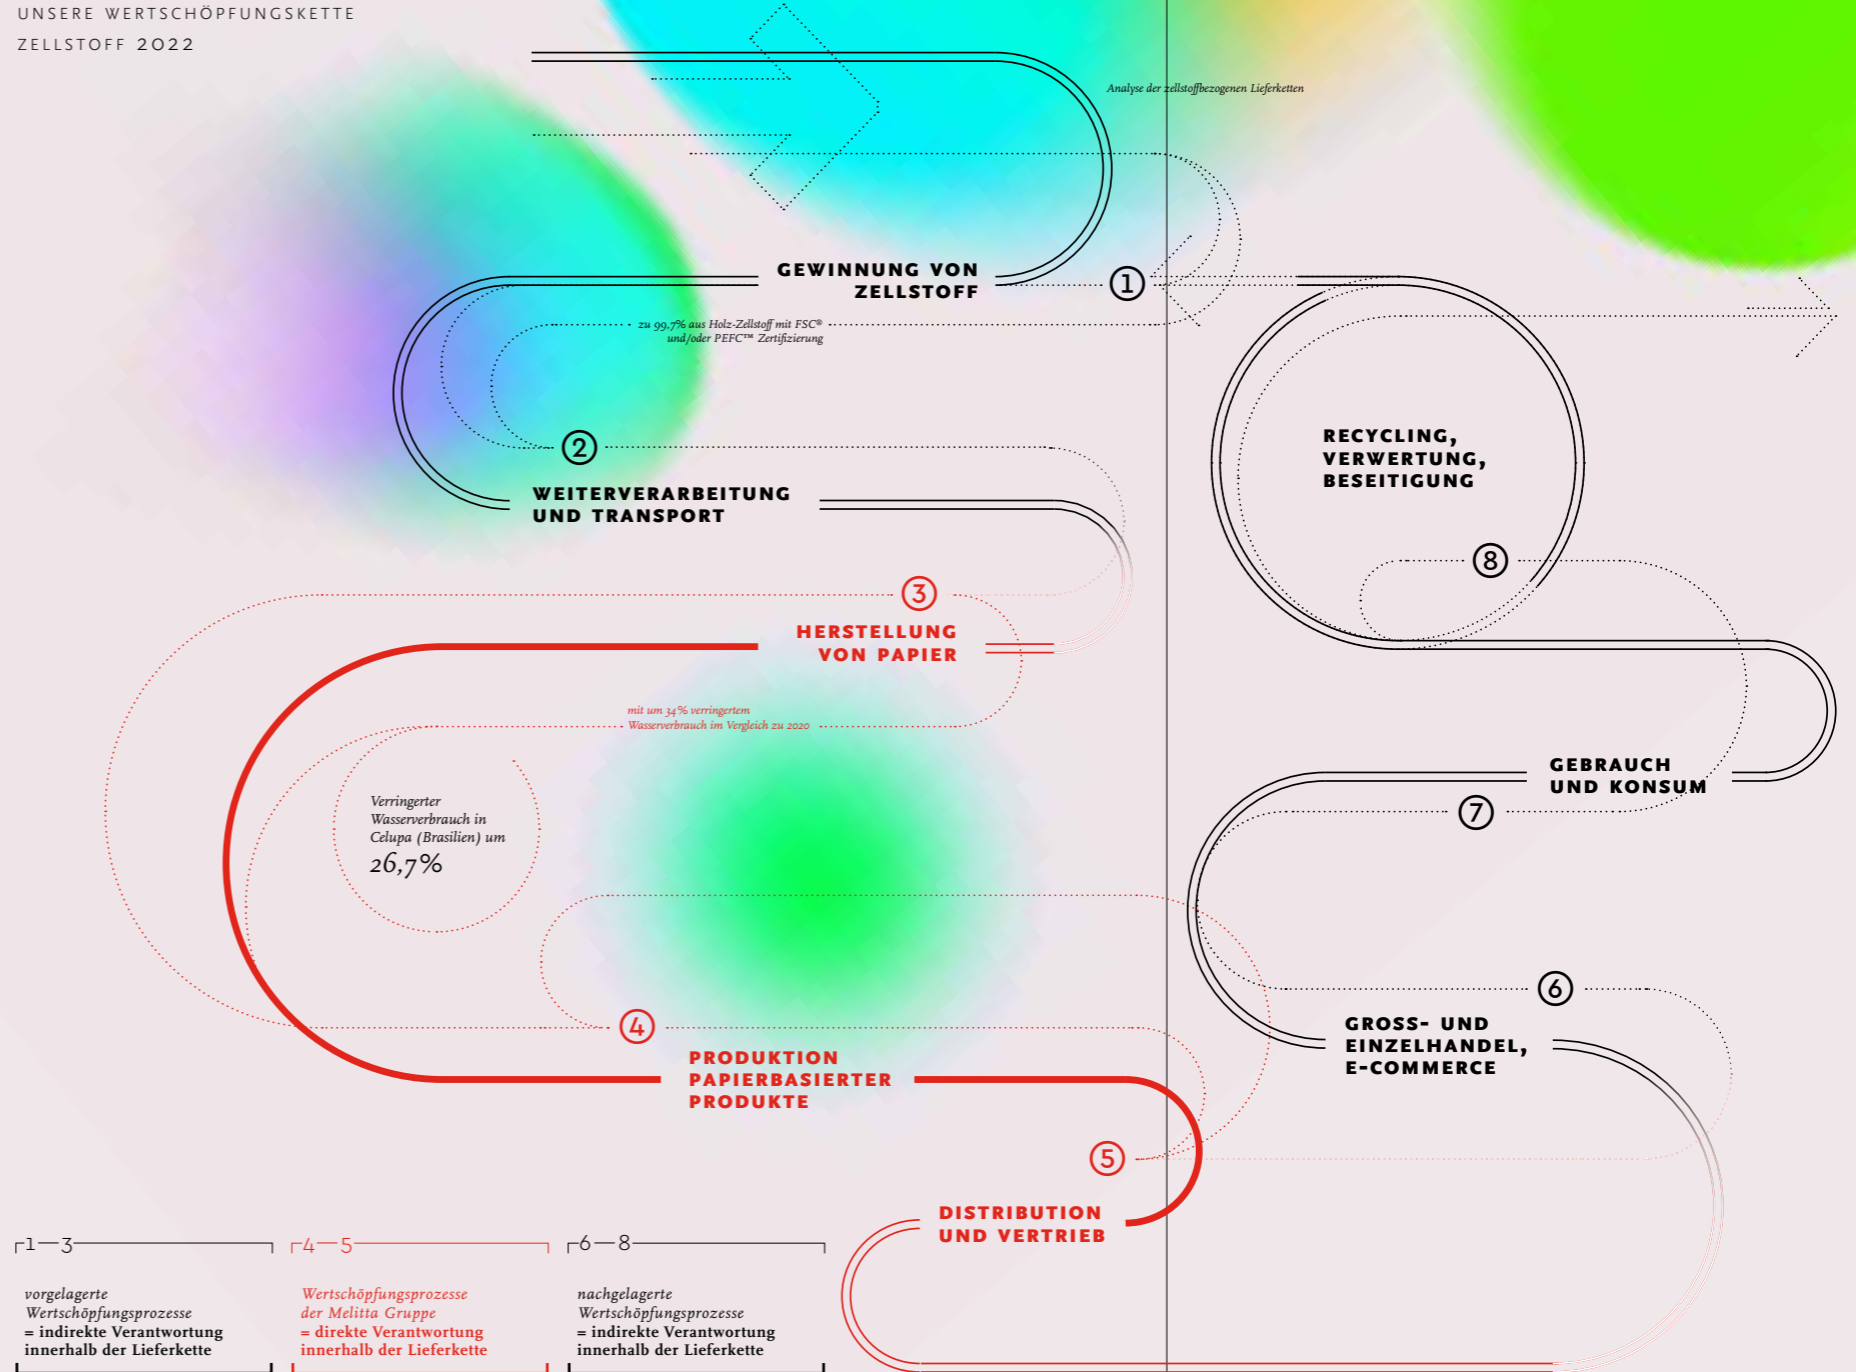 UNSERE WERTSCHÖPFUNGSKETTE
ZELLSTOFF 2022
Analyse der zellstoffbezogenen Lieferketten
GEWINNUNG VON
ZELLSTOFF
1
zu 99,7% aus Holz-Zellstoff mit FSC®
und/oder PEFC™ Zertifizierung
2
WEITERVERARBEITUNG
UND TRANSPORT
3
HERSTELLUNG
VON PAPIER
mit um 34% verringertem
Wasserverbrauch im Vergleich zu 2020
Verringerter
Wasserverbrauch in
Celupa (Brasilien) um
26,7%
4
PRODUKTION
PAPIERBASIERTER
PRODUKTE
5
DISTRIBUTION
UND VERTRIEB
6
GROSS- UND
EINZELHANDEL,
E-COMMERCE
7
GEBRAUCH
UND KONSUM
8
RECYCLING,
VERWERTUNG,
BESEITIGUNG
1—3
vorgelagerte
Wertschöpfungsprozesse
= indirekte Verantwortung
innerhalb der Lieferkette
4—5
Wertschöpfungsprozesse
der Melitta Gruppe
= direkte Verantwortung
innerhalb der Lieferkette
6—8
nachgelagerte
Wertschöpfungsprozesse
= indirekte Verantwortung
innerhalb der Lieferkette